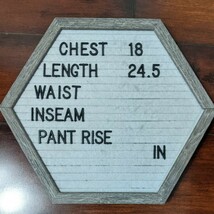 CHEST 18
LENGTH 24.5
WAIST
INSEAM
PANT RISE
IN